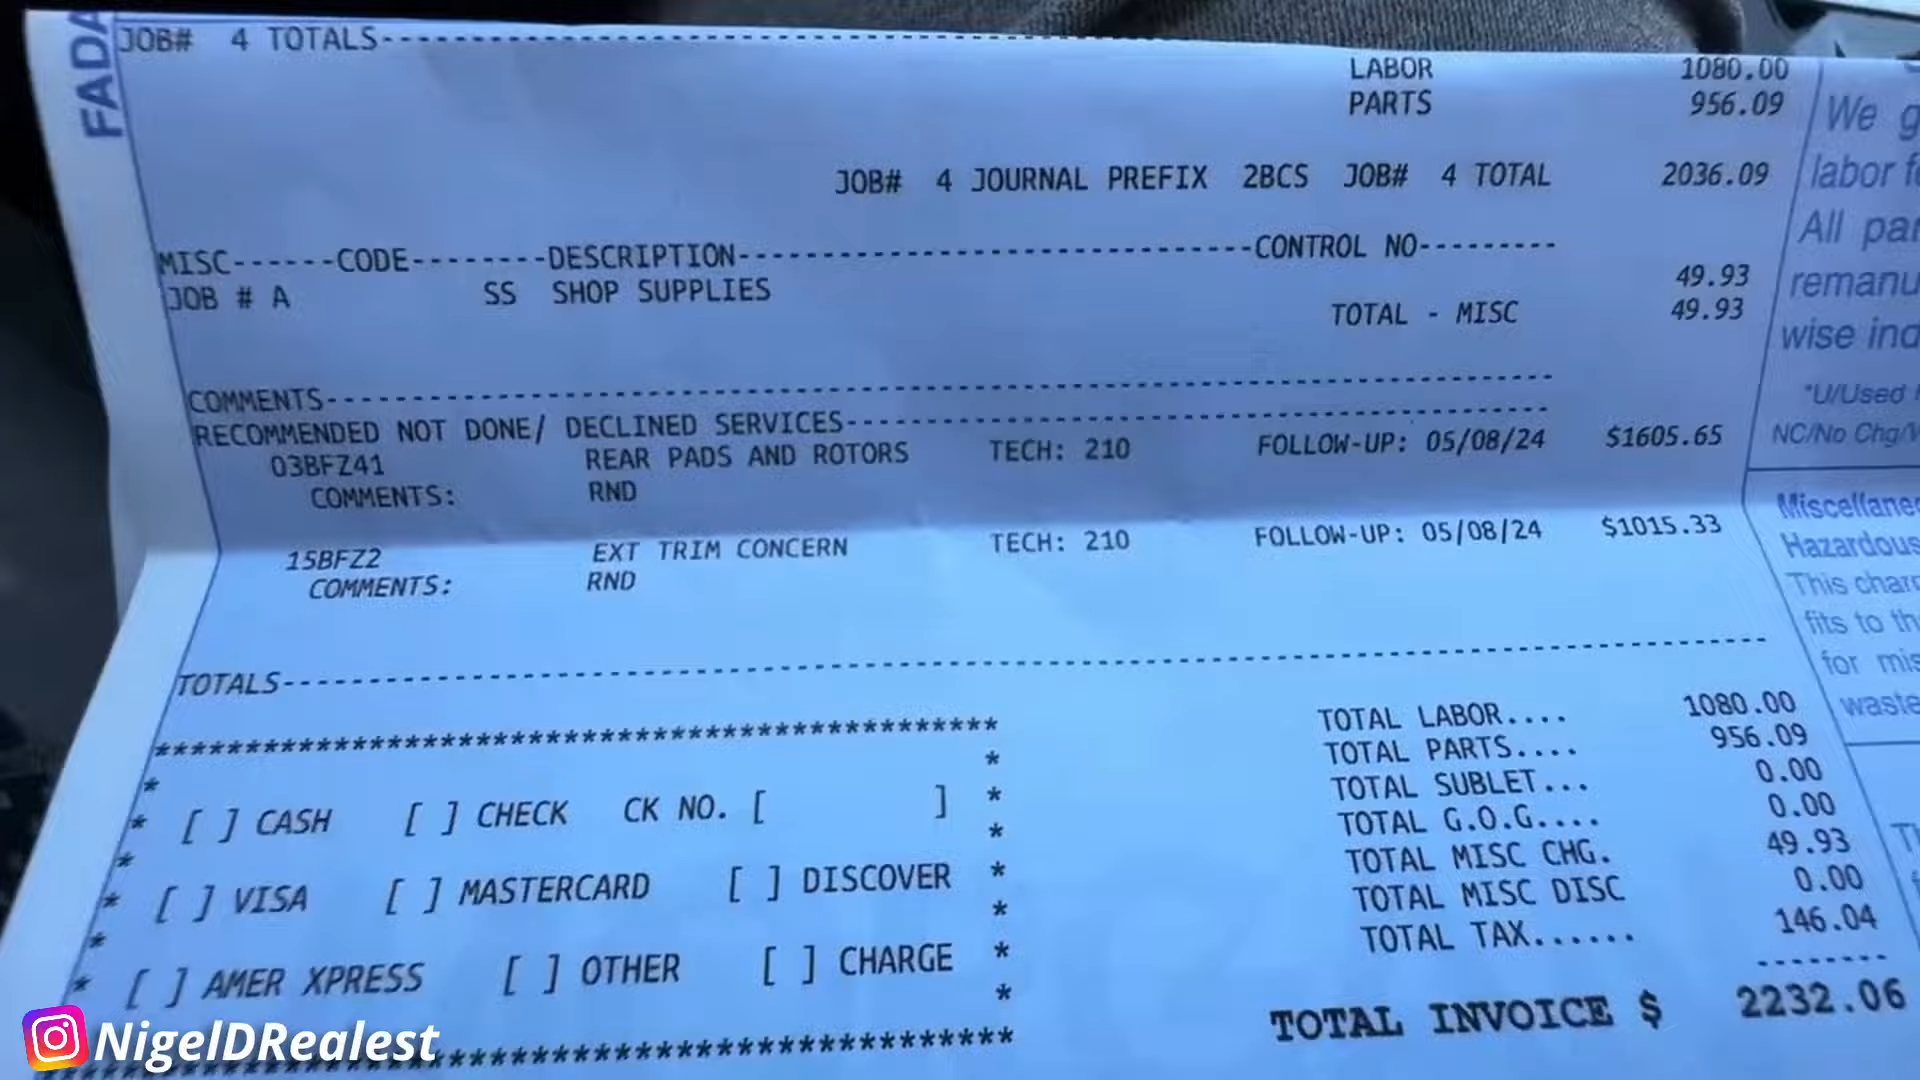 FADA
JOB# 4 TOTALS----------------------------------------
LABOR 1080.00
PARTS 956.09
JOB# 4 JOURNAL PREFIX 2BCS JOB# 4 TOTAL 2036.09
MISC------CODE--------DESCRIPTION------------------------------CONTROL NO---------
JOB # A SS SHOP SUPPLIES 49.93
TOTAL - MISC 49.93
COMMENTS----------------------------------------
RECOMMENDED NOT DONE/ DECLINED SERVICES----------------------------------------
03BFZ41 REAR PADS AND ROTORS TECH: 210 FOLLOW-UP: 05/08/24 $1605.65
COMMENTS: RND
15BFZ2 EXT TRIM CONCERN TECH: 210 FOLLOW-UP: 05/08/24 $1015.33
COMMENTS: RND
TOTALS----------------------------------------
TOTAL LABOR.... 1080.00
TOTAL PARTS.... 956.09
TOTAL SUBLET... 0.00
TOTAL G.O.G.... 0.00
TOTAL MISC CHG. 49.93
TOTAL MISC DISC 0.00
TOTAL TAX...... 146.04
TOTAL INVOICE $ 2232.06
[ ] CASH [ ] CHECK CK NO. [ ]
[ ] VISA [ ] MASTERCARD [ ] DISCOVER
[ ] AMER XPRESS [ ] OTHER [ ] CHARGE
We g
labor f
All par
remanu
wise ind
*U/Used
NC/No Chg/
Miscellane
Hazardous
This char
fits to th
for mis
waste
NigelDRealest